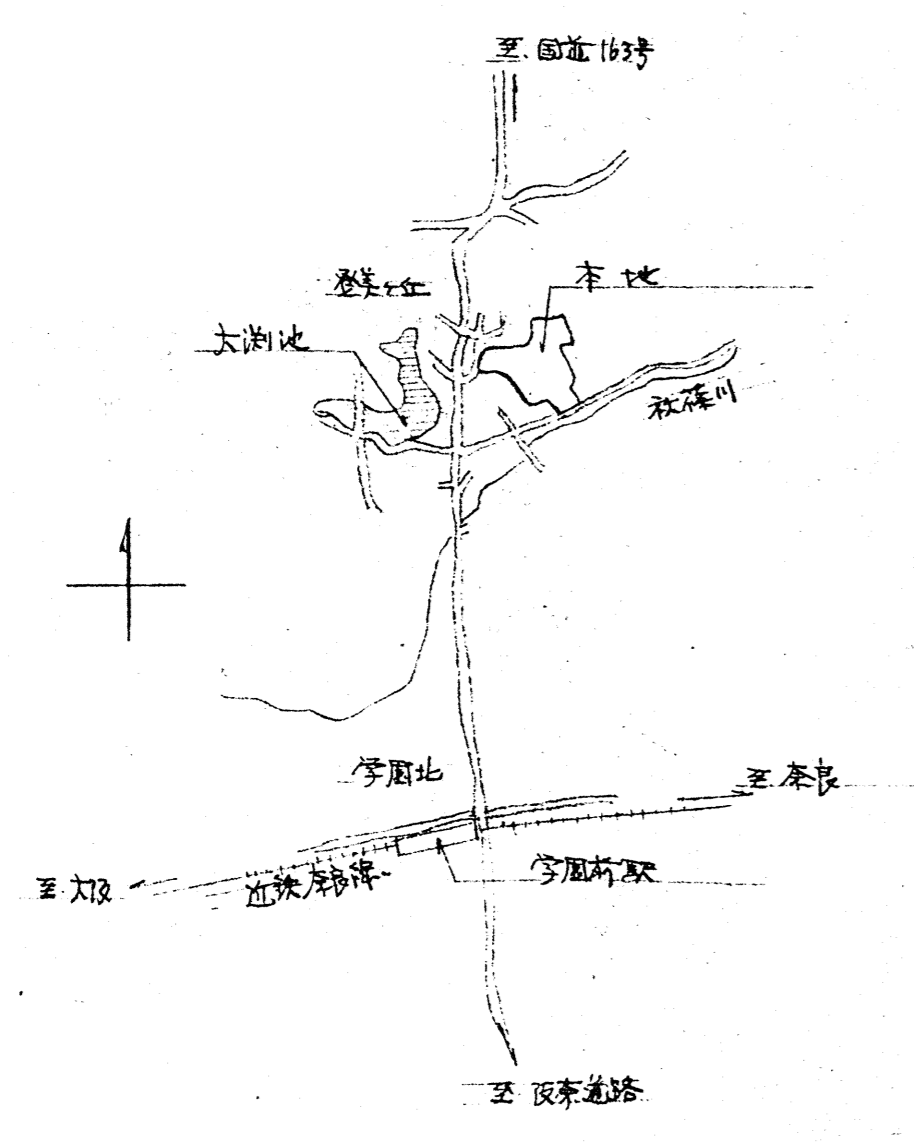 至 国道163号
登美ヶ丘
本地
大渕池
秋篠川
学園北
至 奈良
学園前駅
近鉄奈良線
至 大阪
至 阪奈道路